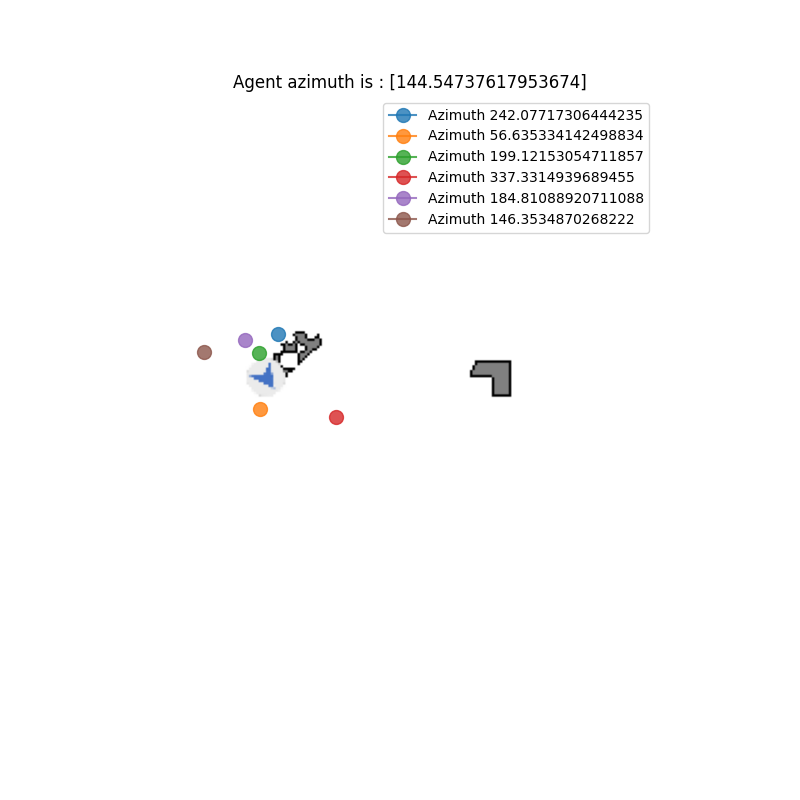 Agent azimuth is : [144.54737617953674]
Azimuth 242.07717306444235
Azimuth 56.635334142498834
Azimuth 199.12153054711857
Azimuth 337.3314939689455
Azimuth 184.81088920711088
Azimuth 146.3534870268222